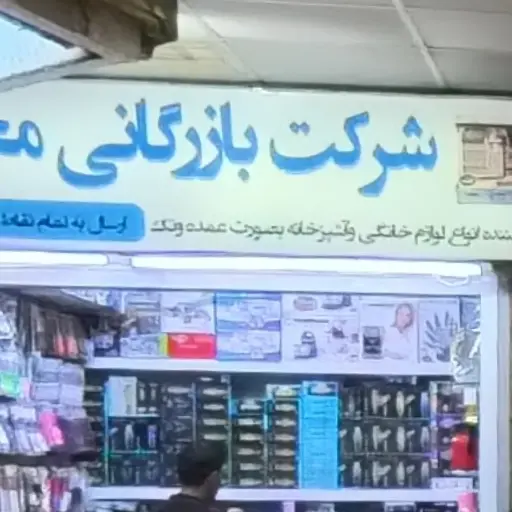 شرکت بازرگانی
انواع لوازم خانگی وآشپزخانه بصورت عمده وتک
ارسال به تمام نقاط